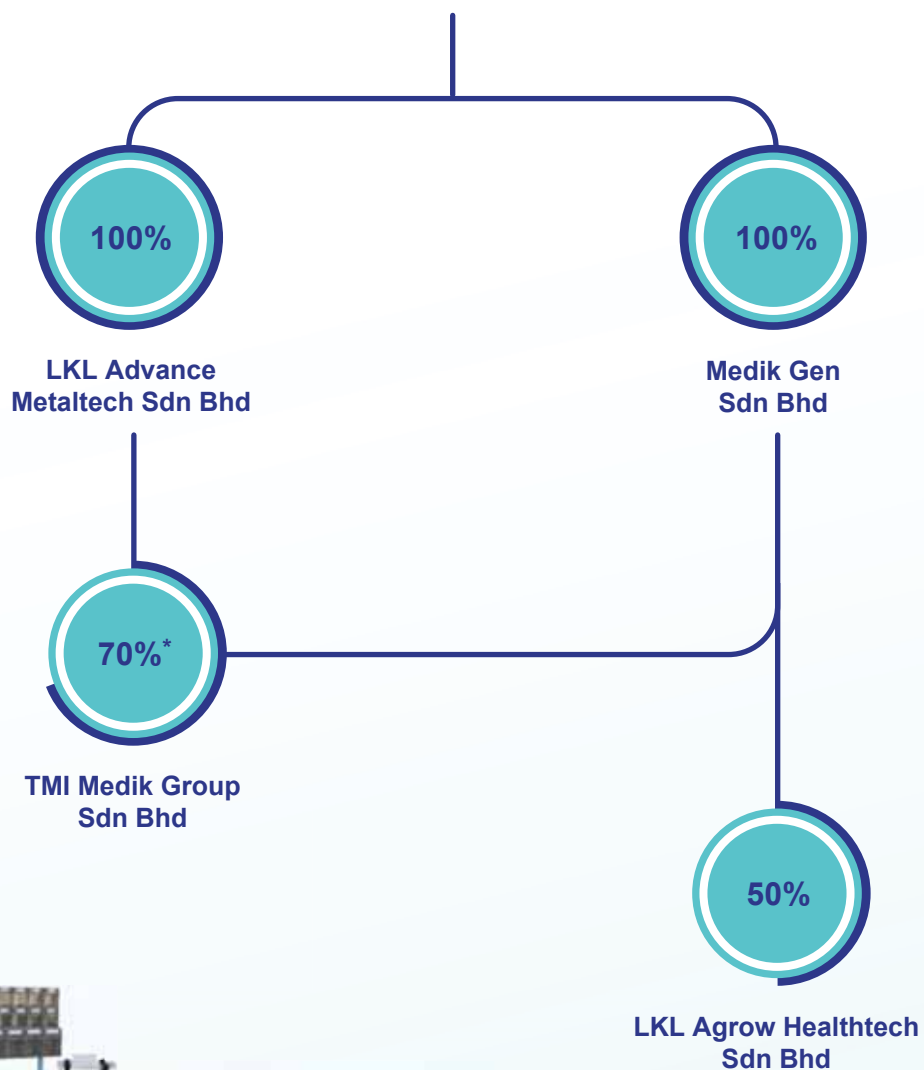 100%
100%
LKL Advance
Metaltech Sdn Bhd
Medik Gen
Sdn Bhd
70%*
TMI Medik Group
Sdn Bhd
50%
LKL Agrow Healthtech
Sdn Bhd